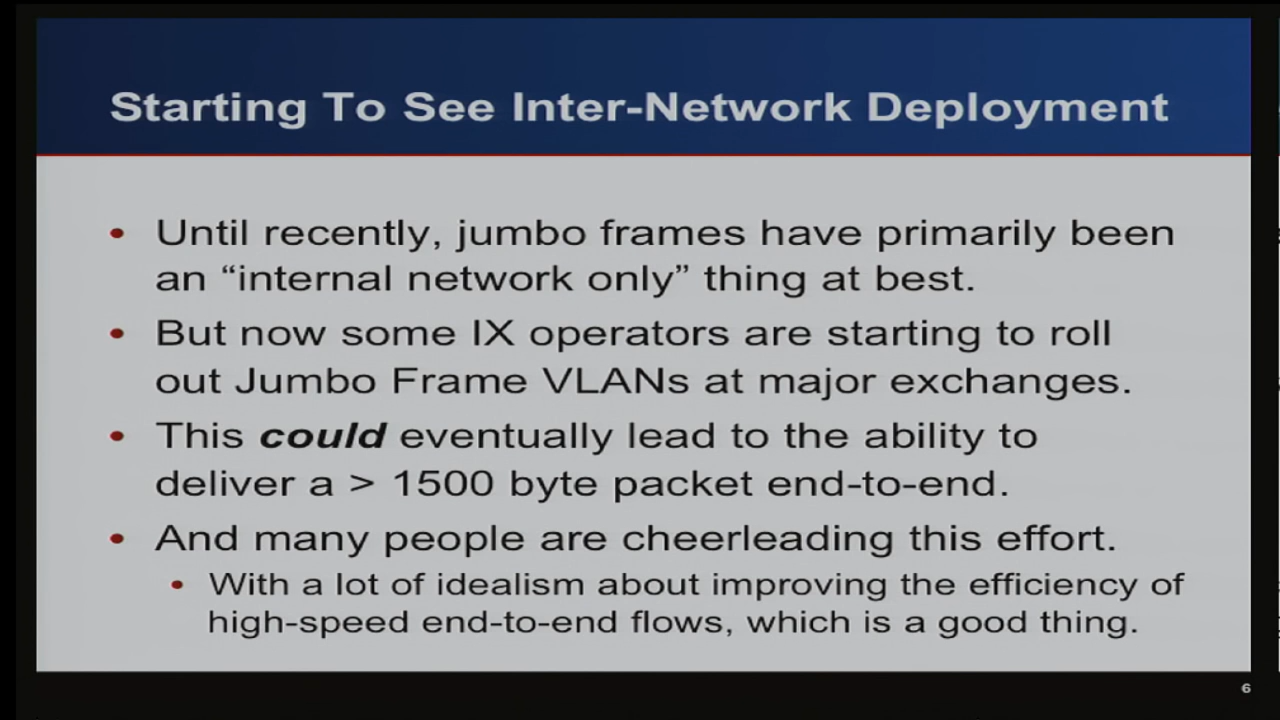 Starting To See Inter-Network Deployment
• Until recently, jumbo frames have primarily been
an “internal network only” thing at best.
• But now some IX operators are starting to roll
out Jumbo Frame VLANs at major exchanges.
• This could eventually lead to the ability to
deliver a > 1500 byte packet end-to-end.
• And many people are cheerleading this effort.
• With a lot of idealism about improving the efficiency of
high-speed end-to-end flows, which is a good thing.
6